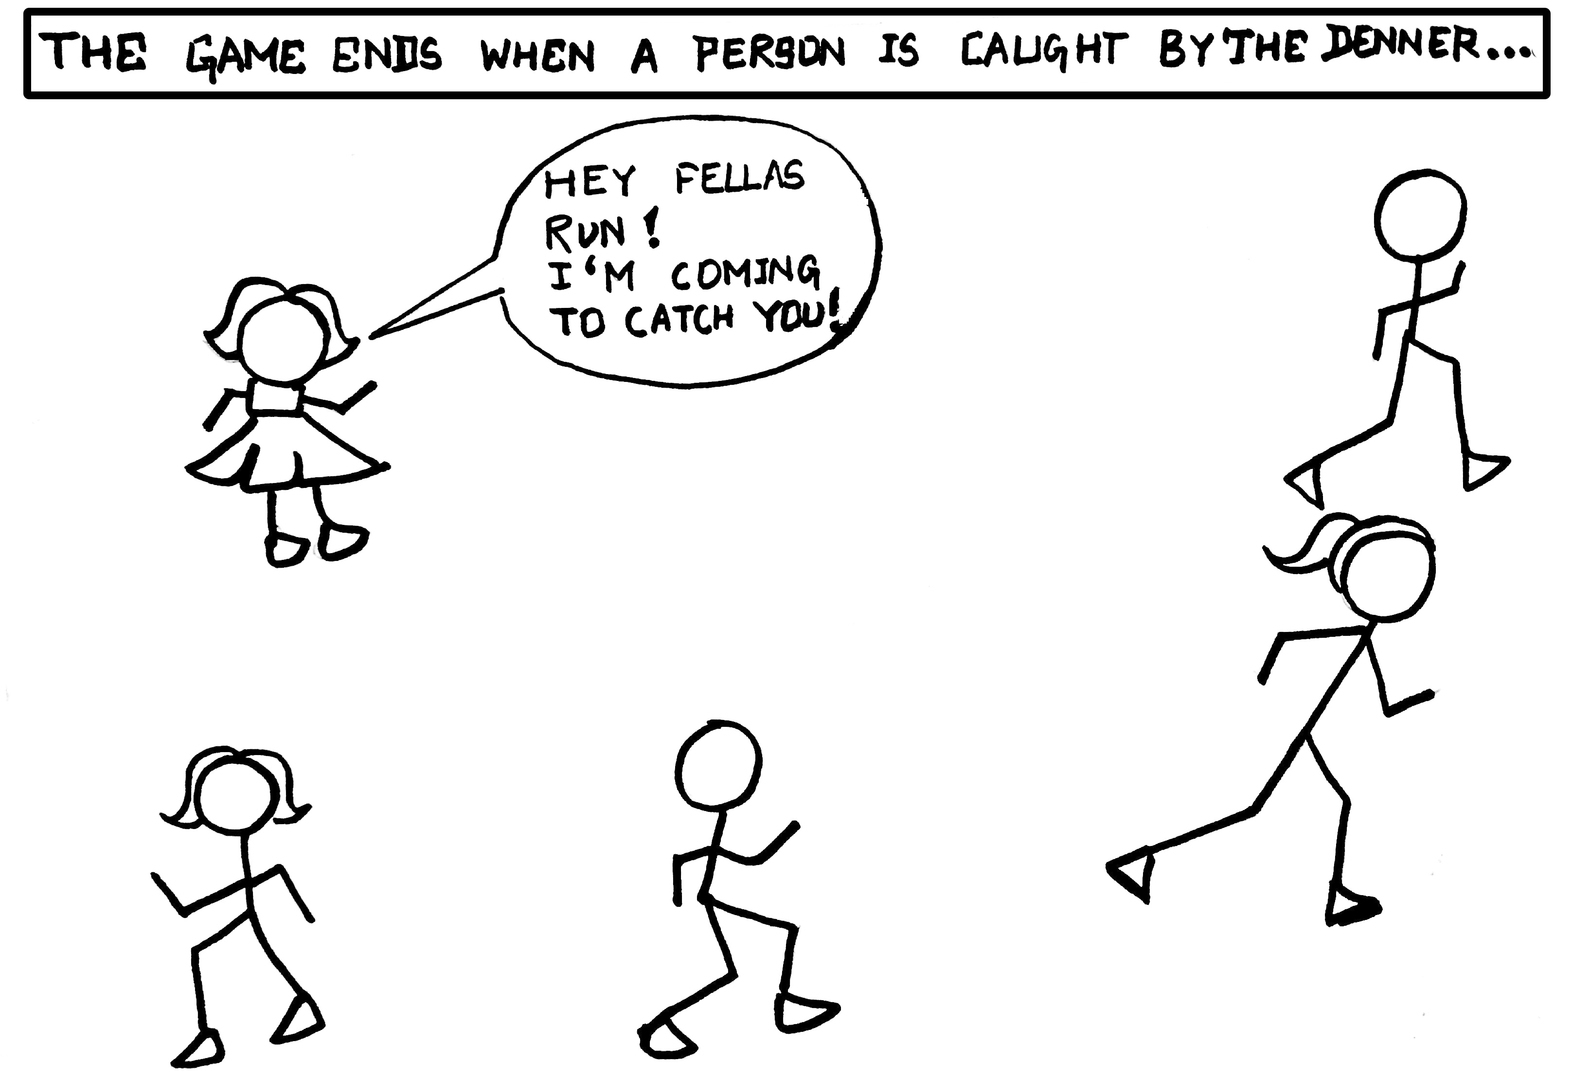 THE GAME ENDS WHEN A PERSON IS CAUGHT BY THE DENNER...
HEY FELLAS
RUN!
I'M COMING
TO CATCH YOU!